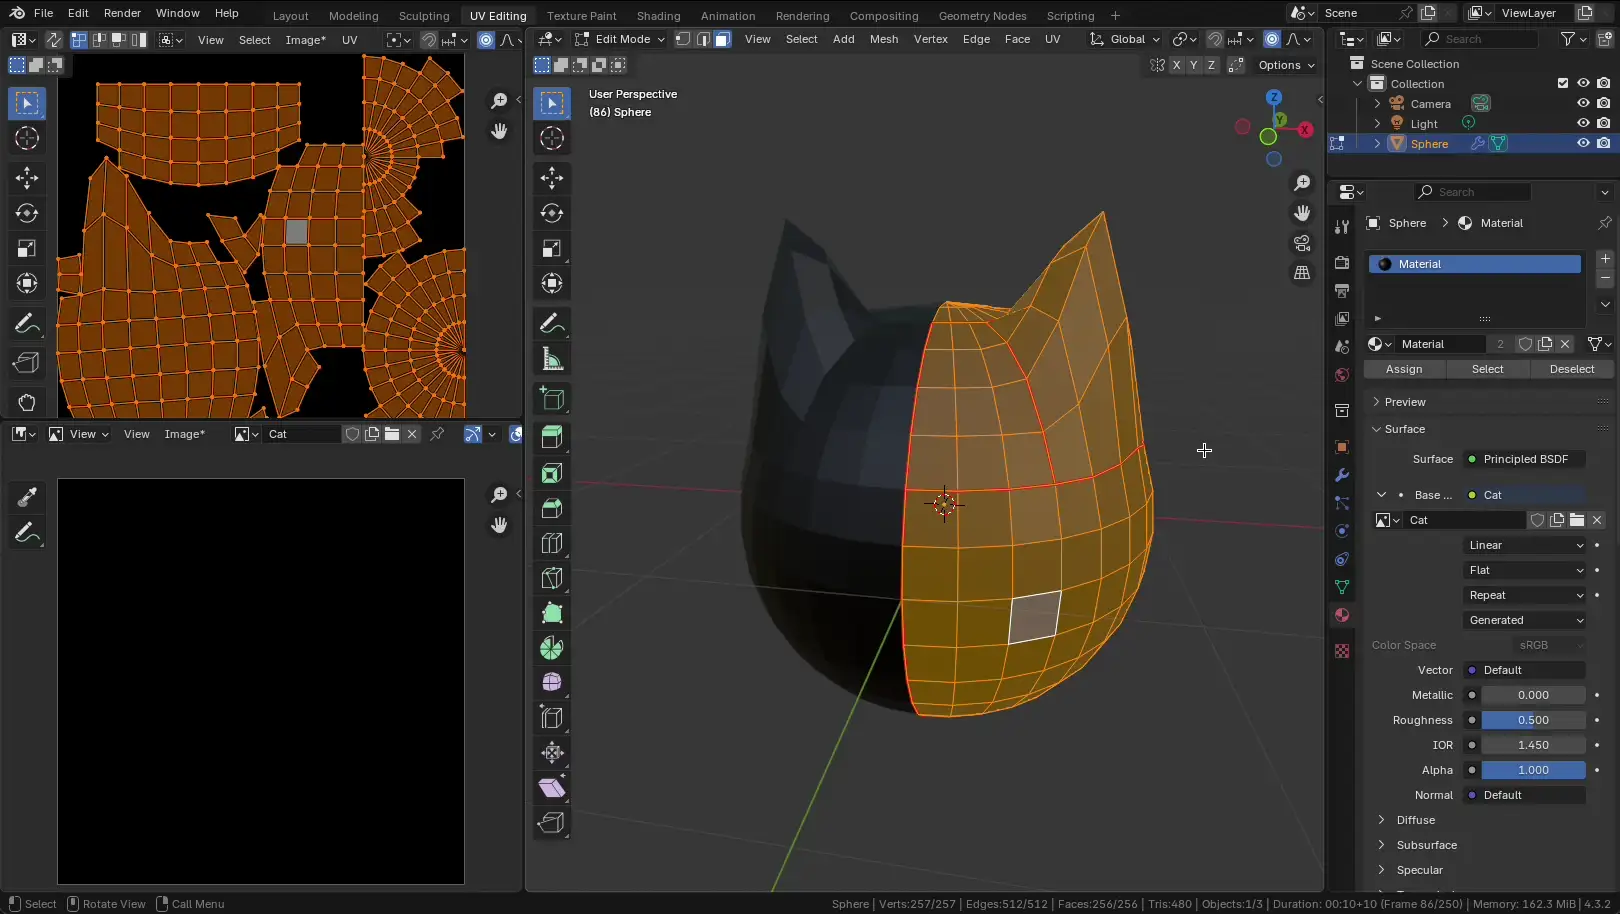 File Edit Render Window Help Layout Modeling Sculpting UV Editing Texture Paint Shading Animation Rendering Compositing Geometry Nodes Scripting Scene ViewLayer
View Select Image* UV
Edit Mode View Select Add Mesh Vertex Edge Face UV Global
Search
X Y Z Options
User Perspective
(86) Sphere
Z
Y
X
Scene Collection
Collection
Camera
Light
Sphere
Search
Sphere > Material
Material
Material 2
Assign Select Deselect
Preview
Surface
Surface Principled BSDF
Base ... Cat
Cat
Linear
Flat
Repeat
Generated
Color Space sRGB
Vector Default
Metallic 0.000
Roughness 0.500
IOR 1.450
Alpha 1.000
Normal Default
Diffuse
Subsurface
Specular
View View Image* Cat
Select Rotate View Call Menu
Sphere | Verts:257/257 | Edges:512/512 | Faces:256/256 | Tris:480 | Objects:1/3 | Duration: 00:10+10 (Frame 86/250) | Memory: 162.3 MiB | 4.3.2